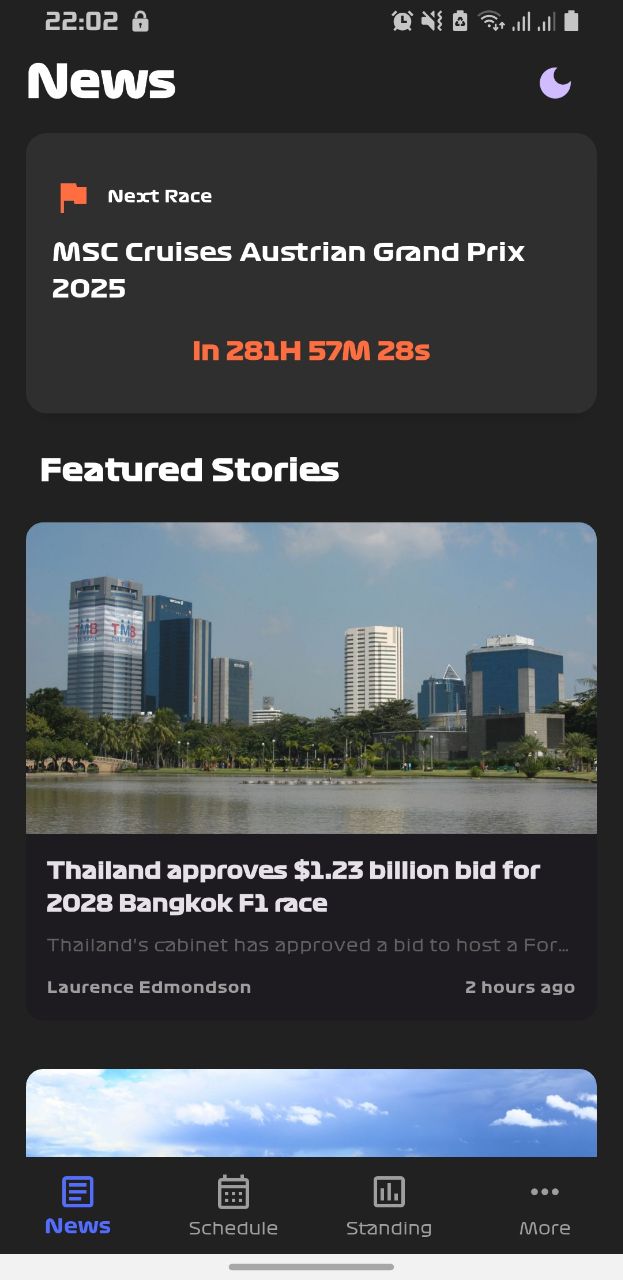 22:02
News
Next Race
MSC Cruises Austrian Grand Prix
2025
In 281H 57M 28s
Featured Stories
TMB TMB
Thailand approves $1.23 billion bid for
2028 Bangkok F1 race
Thailand's cabinet has approved a bid to host a For…
Laurence Edmondson 2 hours ago
News Schedule Standing More